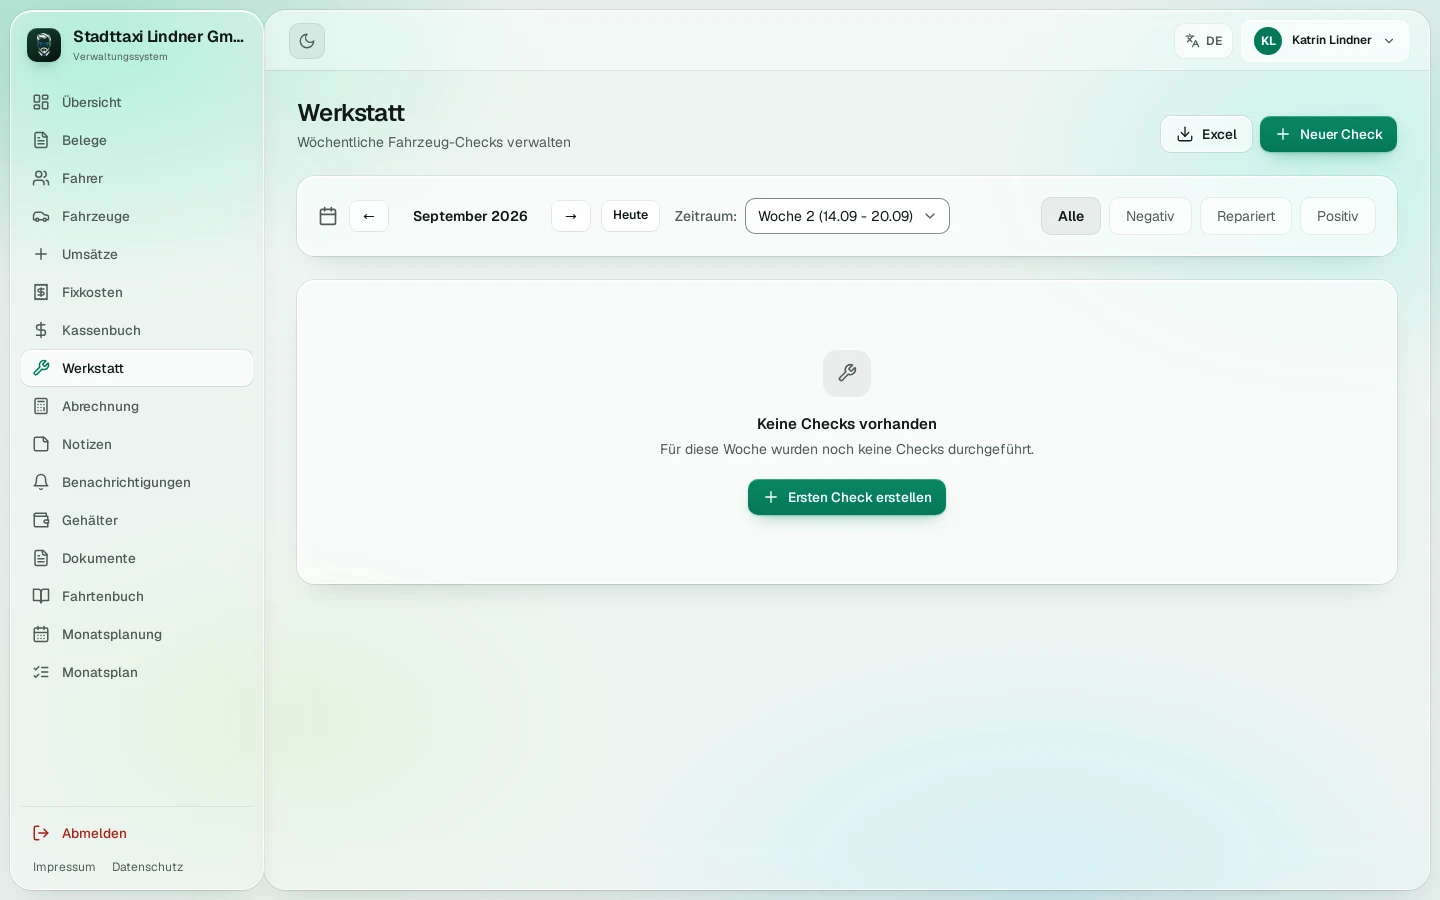 Stadttaxi Lindner Gm...
Verwaltungssystem
Übersicht
Belege
Fahrer
Fahrzeuge
Umsätze
Fixkosten
Kassenbuch
Werkstatt
Abrechnung
Notizen
Benachrichtigungen
Gehälter
Dokumente
Fahrtenbuch
Monatsplanung
Monatsplan
Abmelden
Impressum Datenschutz
DE
KL Katrin Lindner
Werkstatt
Wöchentliche Fahrzeug-Checks verwalten
Excel
Neuer Check
← September 2026 → Heute Zeitraum: Woche 2 (14.09 - 20.09) Alle Negativ Repariert Positiv
Keine Checks vorhanden
Für diese Woche wurden noch keine Checks durchgeführt.
Ersten Check erstellen